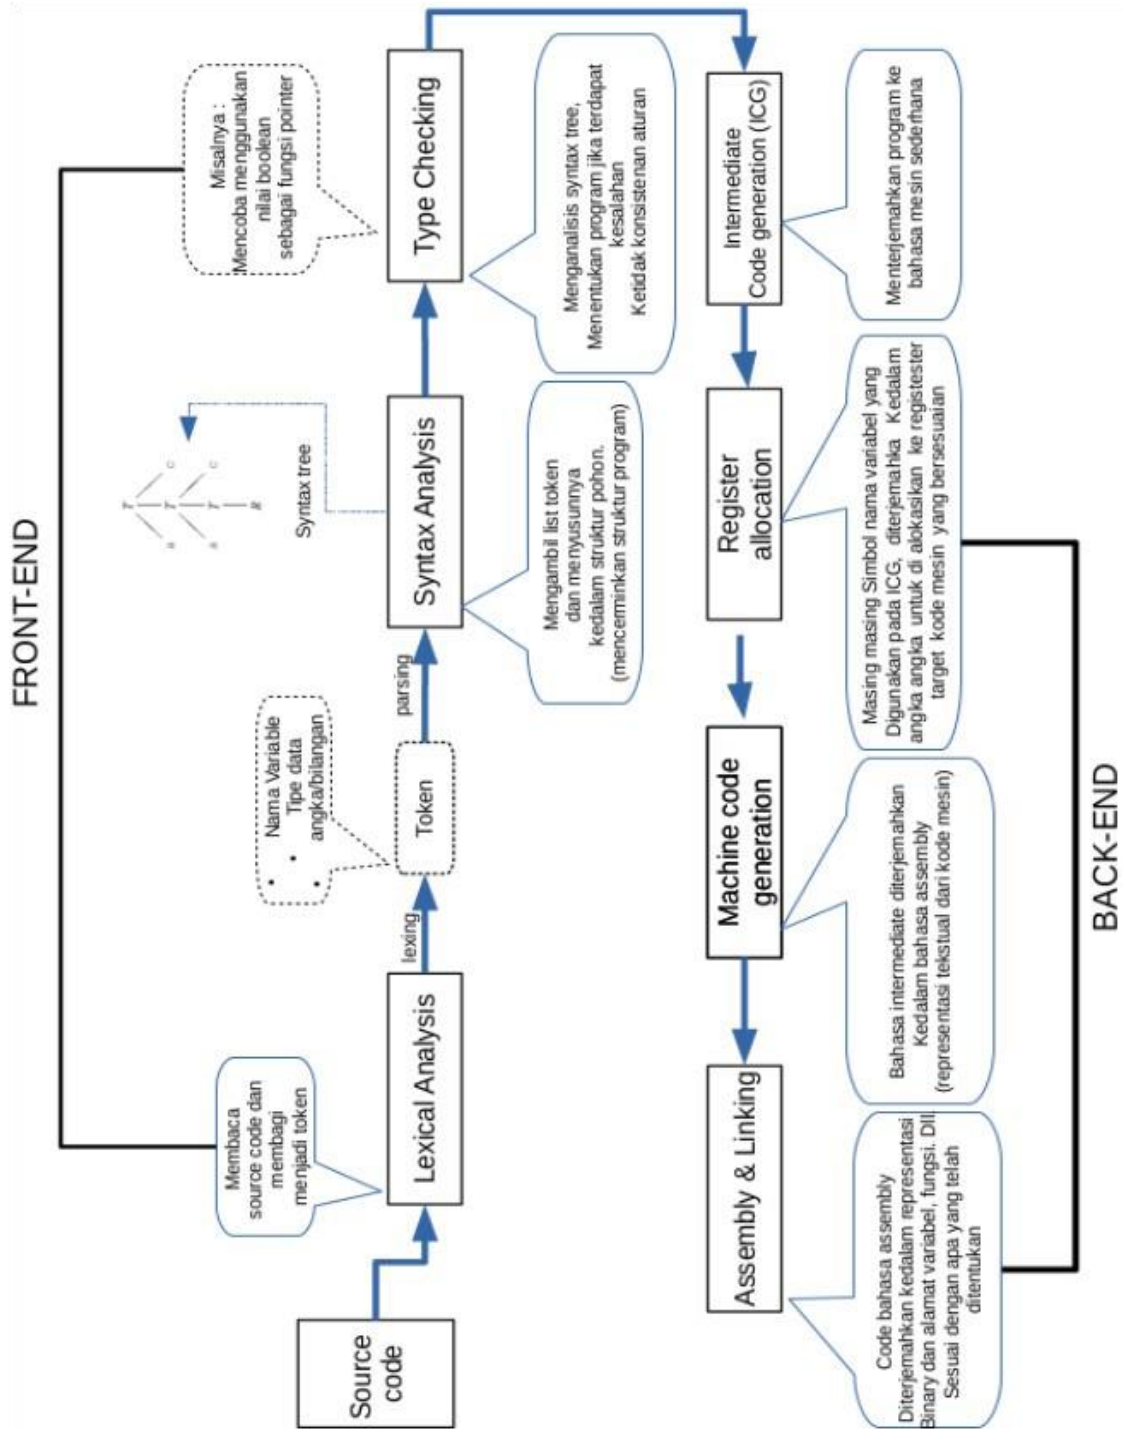 FRONT-END
Source
code
Membaca
source code dan
membagi
menjadi token
Lexical Analysis
lexing
• Nama Variable
• Tipe data
• angka/bilangan
Token
parsing
Syntax tree
T
B
T
C
B
T
C
R
Syntax Analysis
Mengambil list token
dan menyusunnya
kedalam struktur pohon.
(mencerminkan struktur program)
Misalnya :
Mencoba menggunakan
nilai boolean
sebagai fungsi pointer
Type Checking
Menganalisis syntax tree,
Menentukan program jika terdapat
kesalahan
Ketidak konsistenan aturan
Intermediate
Code generation (ICG)
Menterjemahkan program ke
bahasa mesin sederhana
Register
allocation
Masing masing Simbol nama variabel yang
Digunakan pada ICG, diterjemahka Kedalam
angka angka untuk di alokasikan ke registester
target kode mesin yang bersesuaian
Machine code
generation
Bahasa intermediate diterjemahkan
Kedalam bahasa assembly
(representasi tekstual dari kode mesin)
Assembly & Linking
Code bahasa assembly
Diterjemahkan kedalam representasi
Binary dan alamat variabel, fungsi. Dll.
Sesuai dengan apa yang telah
ditentukan
BACK-END